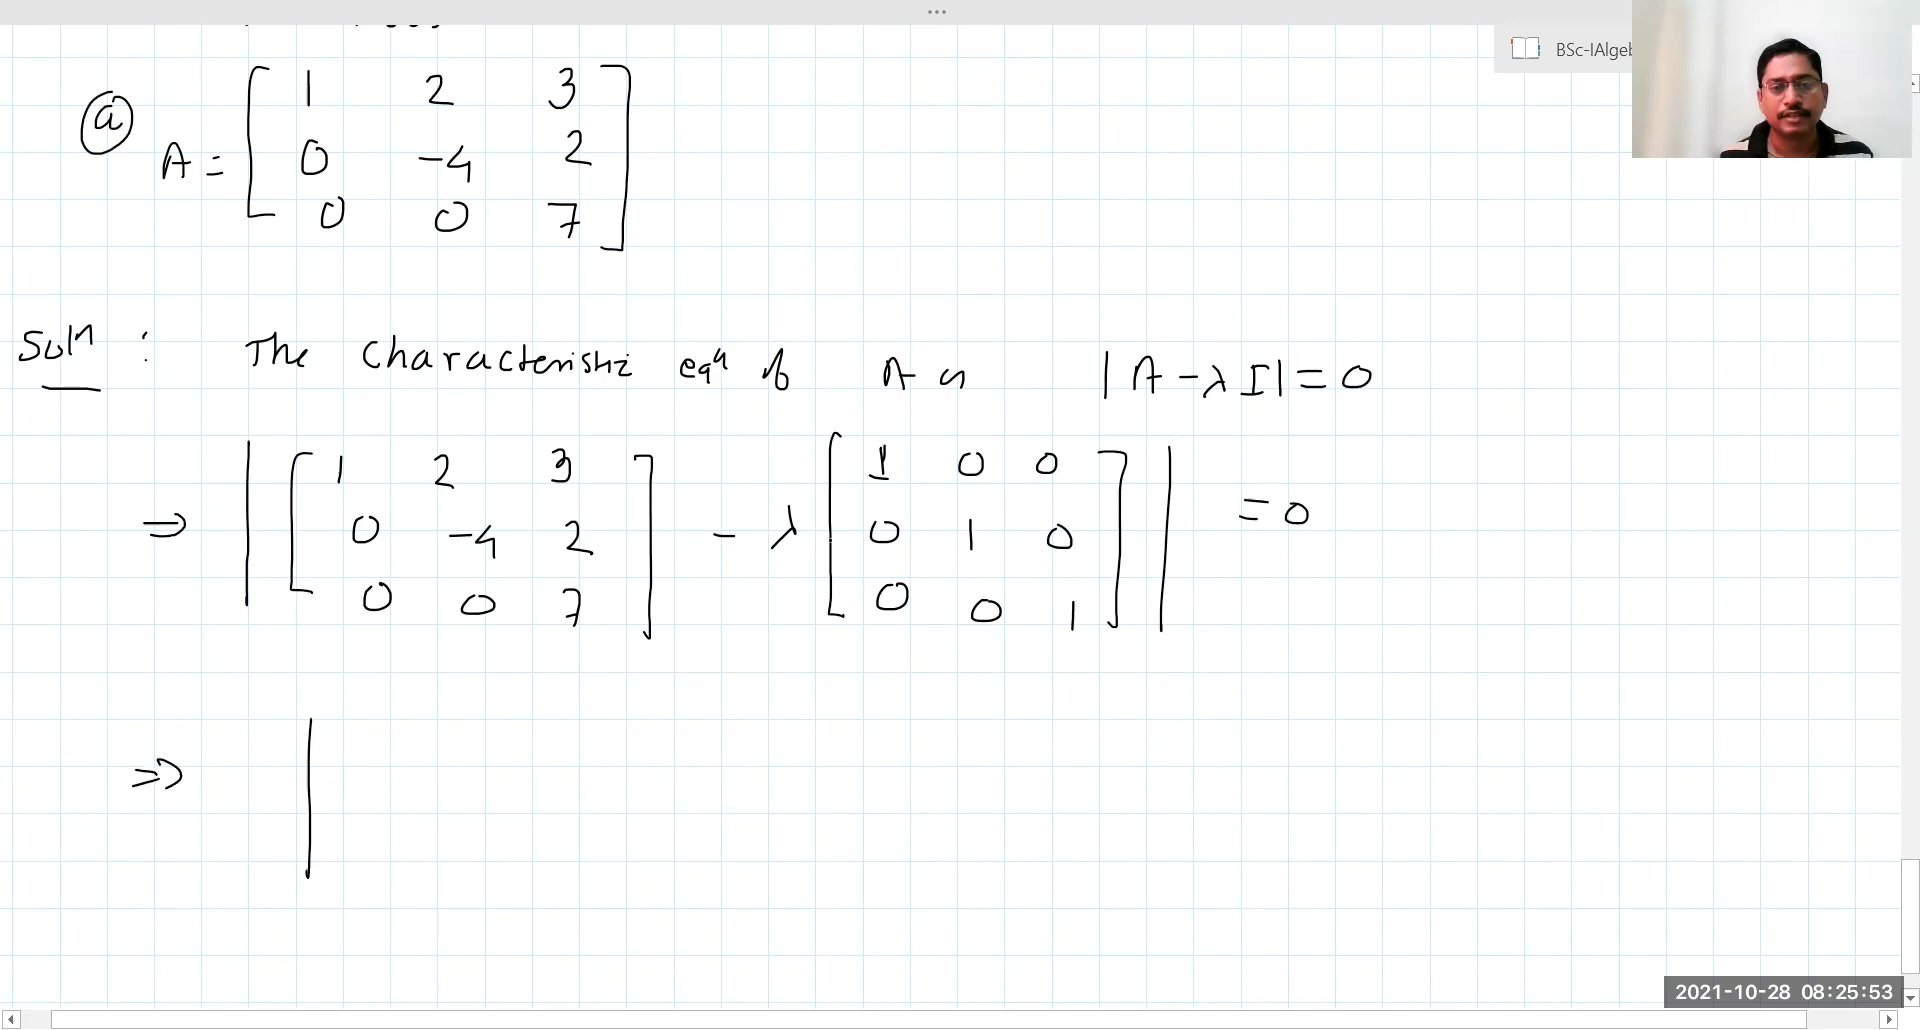 BSc-IAlgeb
(a) A = [ 1 2 3
0 -4 2
0 0 7 ]
Solⁿ : The characteristic eqⁿ of A is |A - λI| = 0
⇒ | [ 1 2 3 ] - λ [ 1 0 0 ] | = 0
0 -4 2 0 1 0
0 0 7 0 0 1
⇒ |
2021-10-28 08:25:53